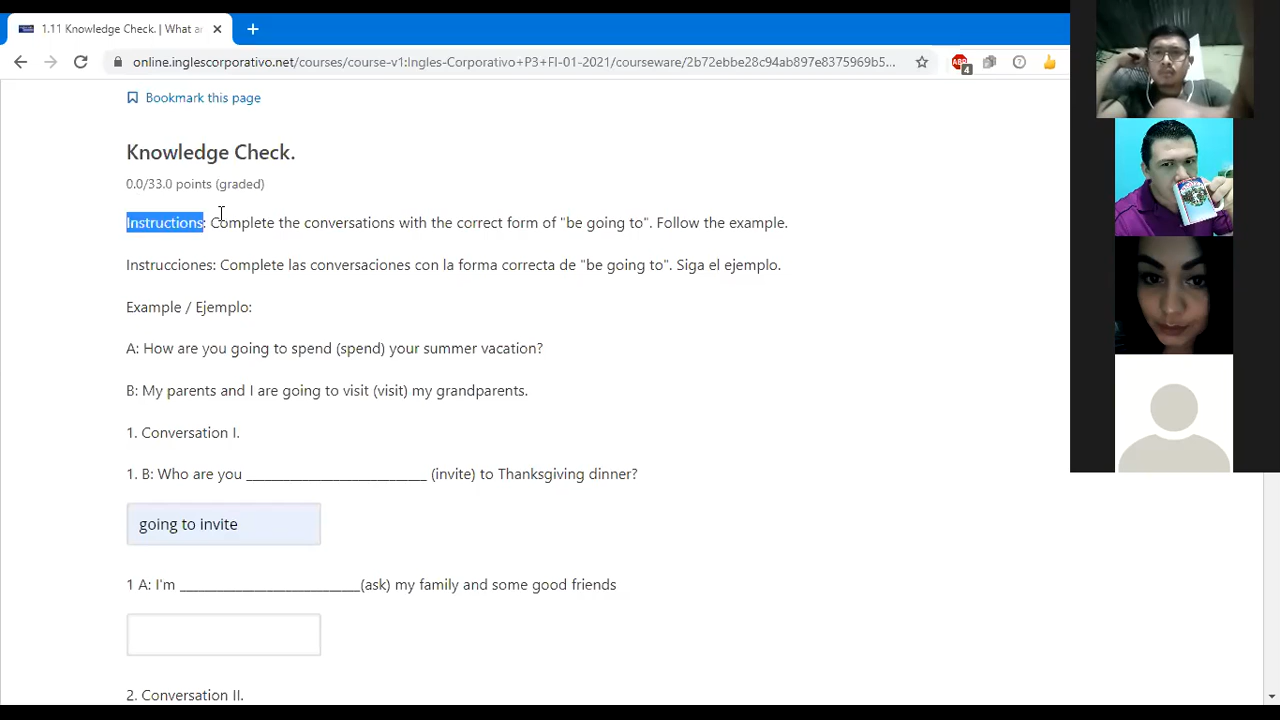 1.11 Knowledge Check. | What ar
online.inglescorporativo.net/courses/course-v1:Ingles-Corporativo+P3+FI-01-2021/courseware/2b72ebbe28c94ab897e8375969b5...
ABP
4
Bookmark this page
Knowledge Check.
0.0/33.0 points (graded)
Instructions: Complete the conversations with the correct form of "be going to". Follow the example.
Instrucciones: Complete las conversaciones con la forma correcta de "be going to". Siga el ejemplo.
Example / Ejemplo:
A: How are you going to spend (spend) your summer vacation?
B: My parents and I are going to visit (visit) my grandparents.
1. Conversation I.
1. B: Who are you __________________________ (invite) to Thanksgiving dinner?
going to invite
1 A: I'm __________________________(ask) my family and some good friends
2. Conversation II.